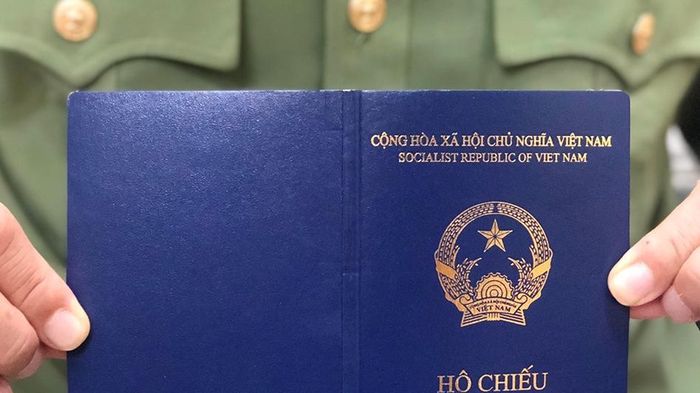 CỘNG HÒA XÃ HỘI CHỦ NGHĨA VIỆT NAM
SOCIALIST REPUBLIC OF VIET NAM
VIỆT NAM
HỘ CHIẾU